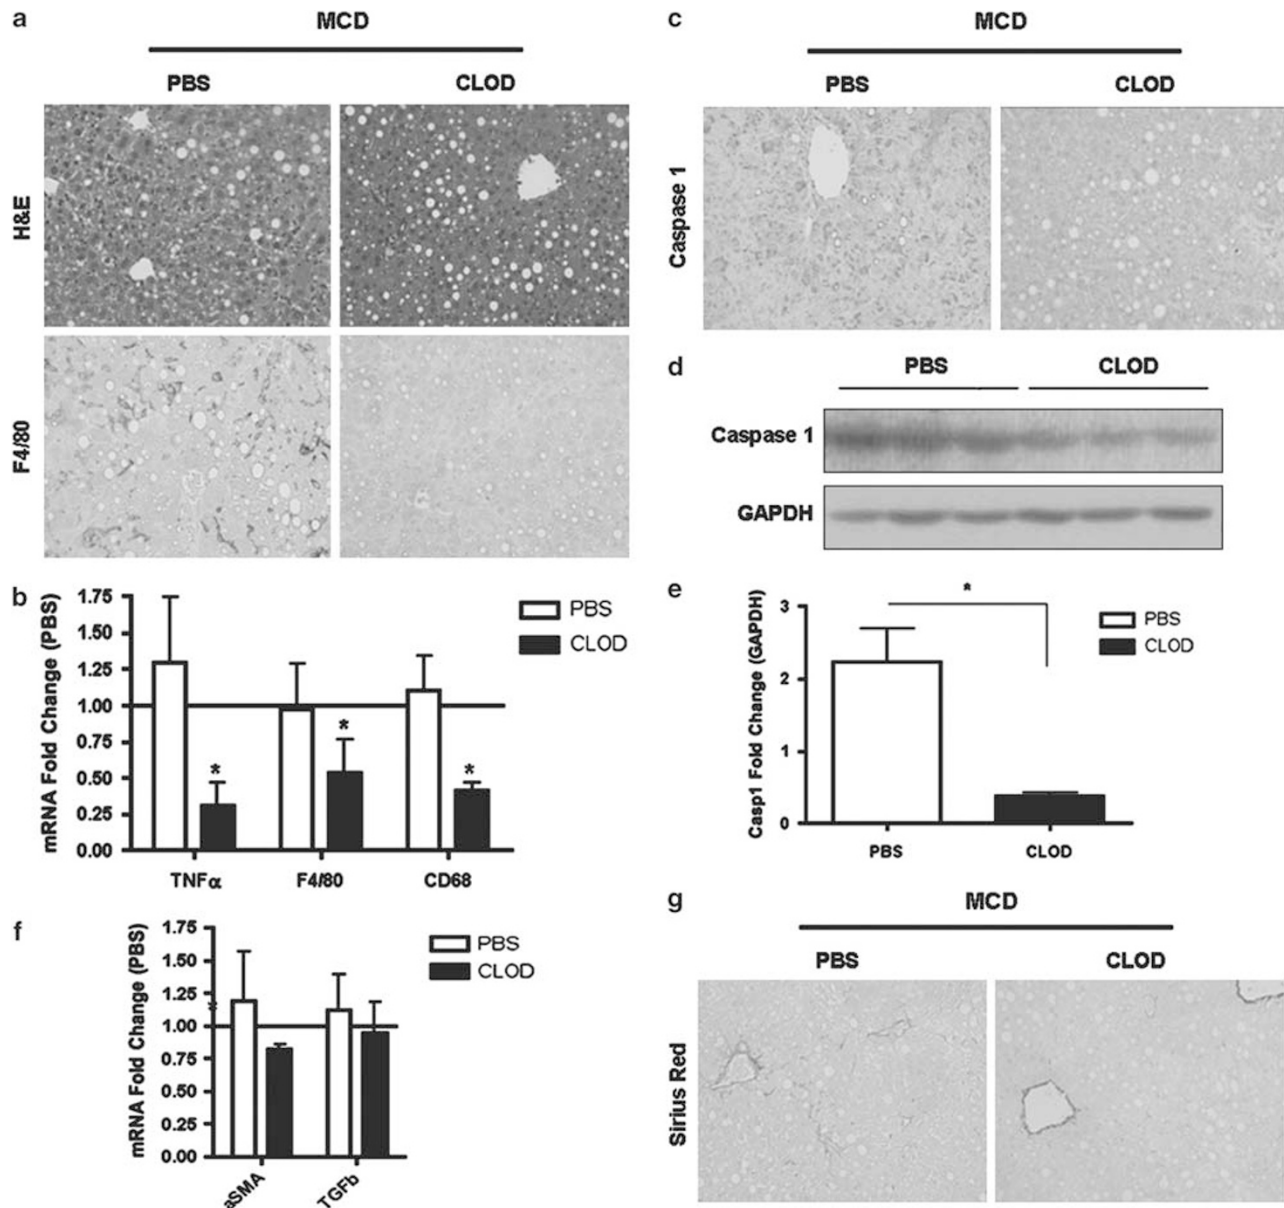 a
MCD
PBS CLOD
H&E
F4/80
b
mRNA Fold Change (PBS)
1.75
1.50
1.25
1.00
0.75
0.50
0.25
0.00
* * *
TNFα F4/80 CD68
PBS
CLOD
f
mRNA Fold Change (PBS)
1.75
1.50
1.25
1.00
0.75
0.50
0.25
0.00
aSMA TGFb
PBS
CLOD
c
MCD
PBS CLOD
Caspase 1
d
PBS CLOD
Caspase 1
GAPDH
e
Casp1 Fold Change (GAPDH)
3
2
1
0
*
PBS CLOD
PBS
CLOD
g
MCD
PBS CLOD
Sirius Red